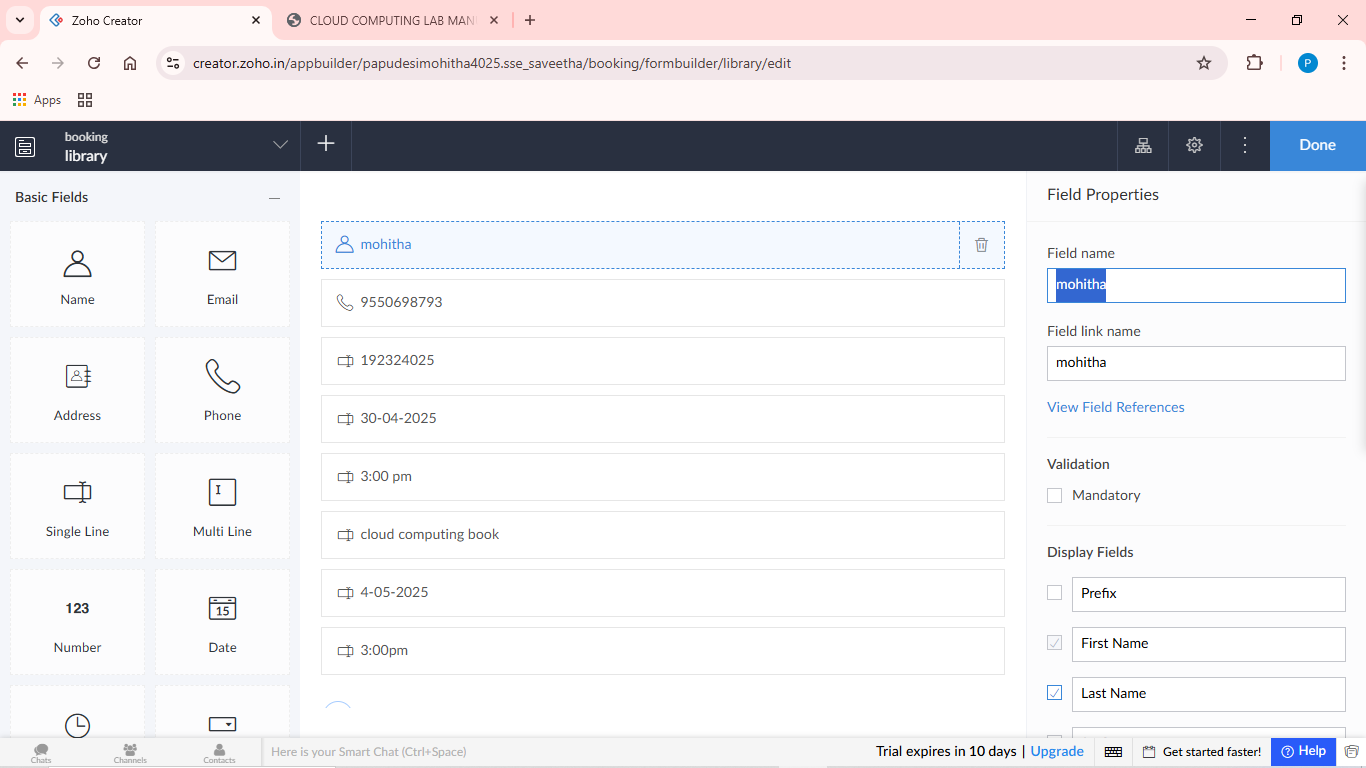 Zoho Creator
CLOUD COMPUTING LAB MAN
creator.zoho.in/appbuilder/papudesimohitha4025.sse_saveetha/booking/formbuilder/library/edit
P
Apps
booking
library
Done
Basic Fields
Name
Email
Address
Phone
Single Line
Multi Line
123
Number
15
Date
mohitha
9550698793
192324025
30-04-2025
3:00 pm
cloud computing book
4-05-2025
3:00pm
Field Properties
Field name
mohitha
Field link name
mohitha
View Field References
Validation
Mandatory
Display Fields
Prefix
First Name
Last Name
Chats
Channels
Contacts
Here is your Smart Chat (Ctrl+Space)
Trial expires in 10 days | Upgrade
Get started faster!
Help